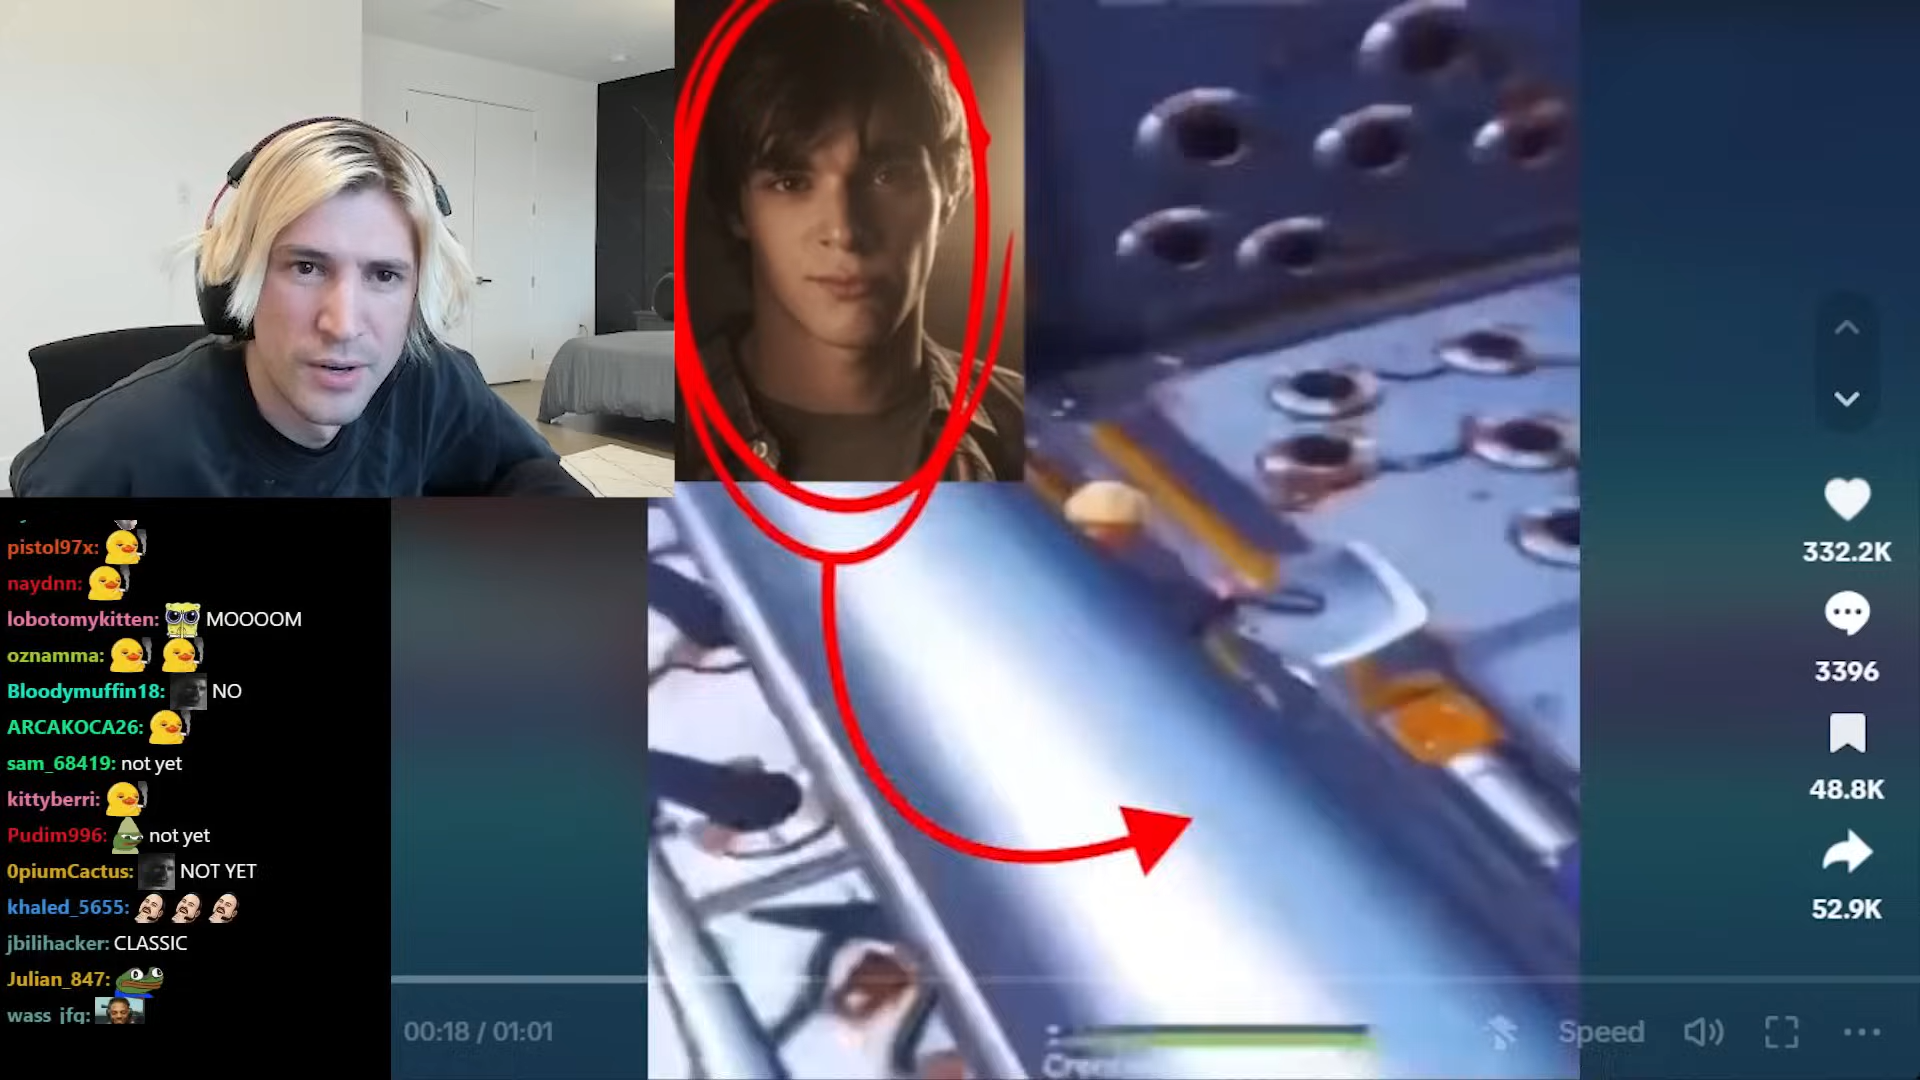 pistol97x:
naydnn:
lobotomykitten: MOOOOM
oznamma:
Bloodymuffin18: NO
ARCAKOCA26:
sam_68419: not yet
kittyberri:
Pudim996: not yet
0piumCactus: NOT YET
khaled_5655:
jbilihacker: CLASSIC
Julian_847:
wass_jfq:
332.2K
3396
48.8K
52.9K
00:18 / 01:01
Speed